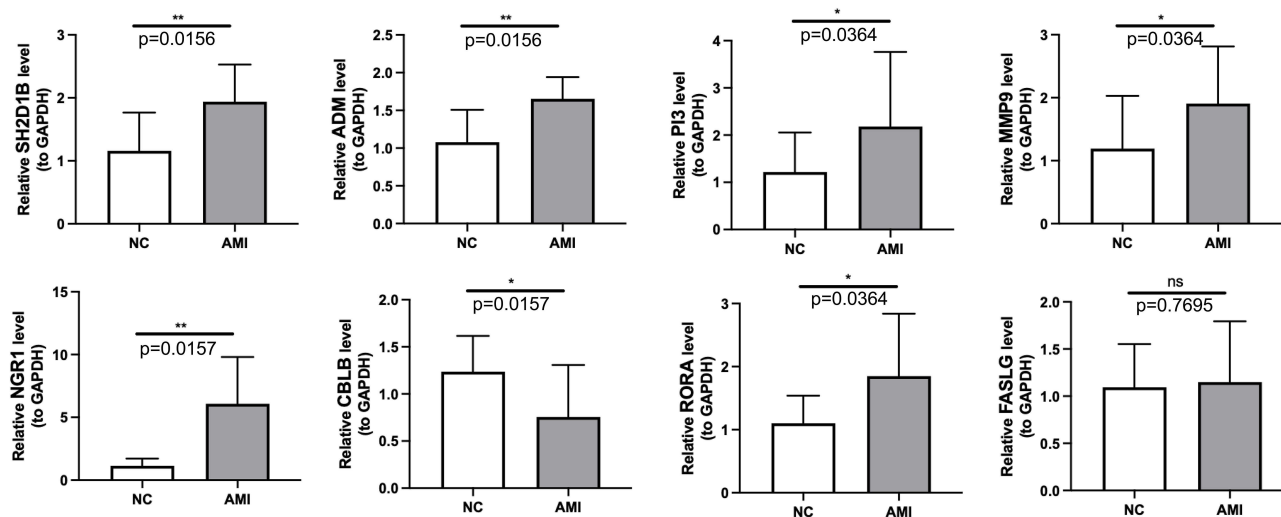 **
p=0.0156
Relative SH2D1B level
(to GAPDH)
3
2
1
0
NC
AMI
**
p=0.0156
Relative ADM level
(to GAPDH)
2.5
2.0
1.5
1.0
0.5
0.0
NC
AMI
*
p=0.0364
Relative PI3 level
(to GAPDH)
4
3
2
1
0
NC
AMI
*
p=0.0364
Relative MMP9 level
(to GAPDH)
3
2
1
0
NC
AMI
**
p=0.0157
Relative NGR1 level
(to GAPDH)
15
10
5
0
NC
AMI
*
p=0.0157
Relative CBLB level
(to GAPDH)
2.0
1.5
1.0
0.5
0.0
NC
AMI
*
p=0.0364
Relative RORA level
(to GAPDH)
3
2
1
0
NC
AMI
ns
p=0.7695
Relative FASLG level
(to GAPDH)
2.0
1.5
1.0
0.5
0.0
NC
AMI